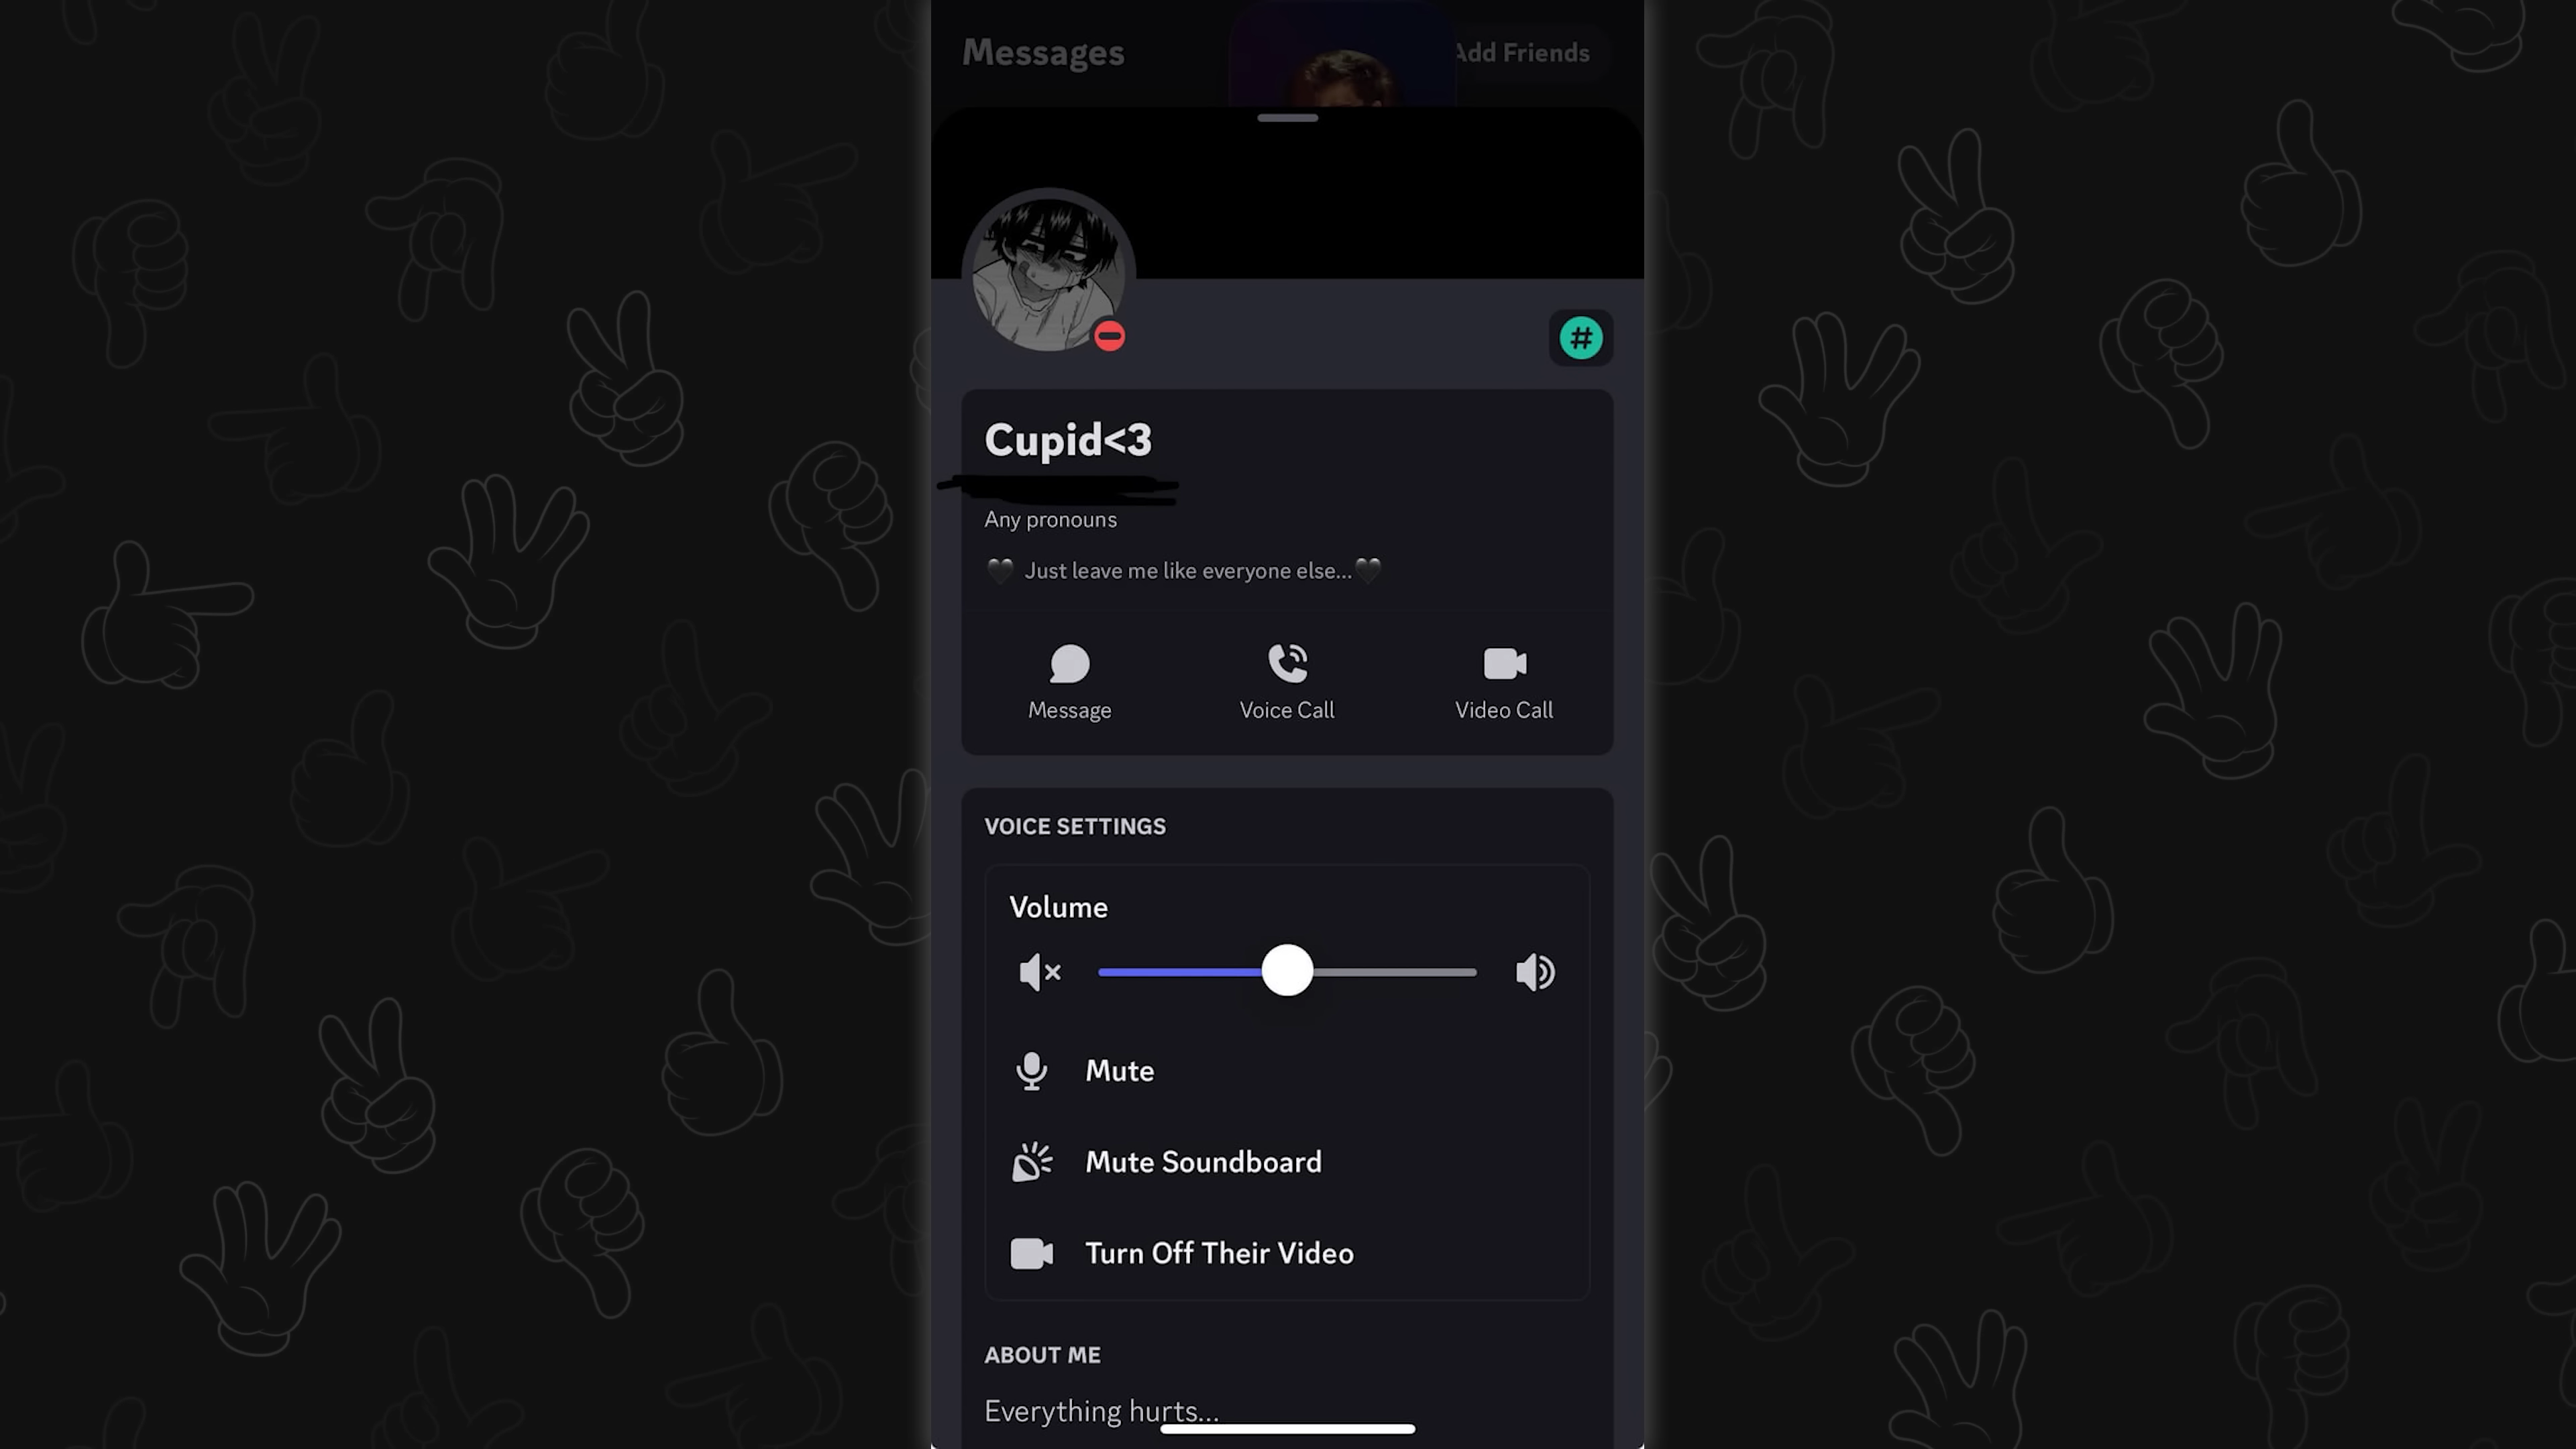 Messages
Add Friends
Cupid<3
Any pronouns
🖤 Just leave me like everyone else...🖤
Message
Voice Call
Video Call
VOICE SETTINGS
Volume
Mute
Mute Soundboard
Turn Off Their Video
ABOUT ME
Everything hurts...